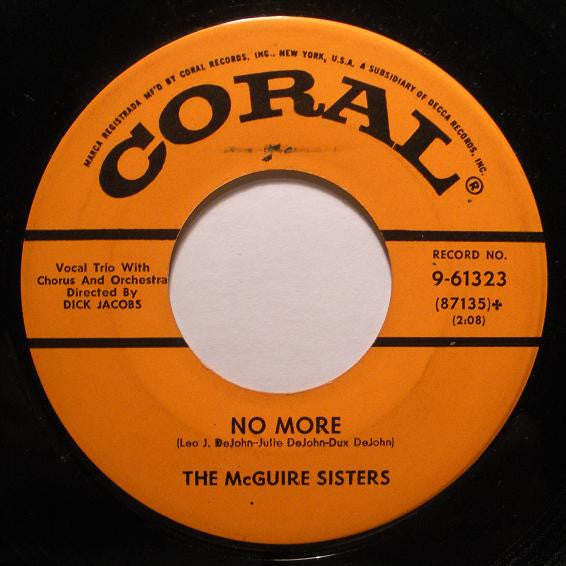 MARCA REGISTRADA MF'D BY CORAL RECORDS, INC., NEW YORK, U.S.A. A SUBSIDIARY OF DECCA RECORDS, INC.
CORAL®
Vocal Trio With
Chorus And Orchestra
Directed By
DICK JACOBS
RECORD NO.
9-61323
(87135)✤
(2:08)
NO MORE
(Leo J. DeJohn-Julie DeJohn-Dux DeJohn)
THE McGUIRE SISTERS